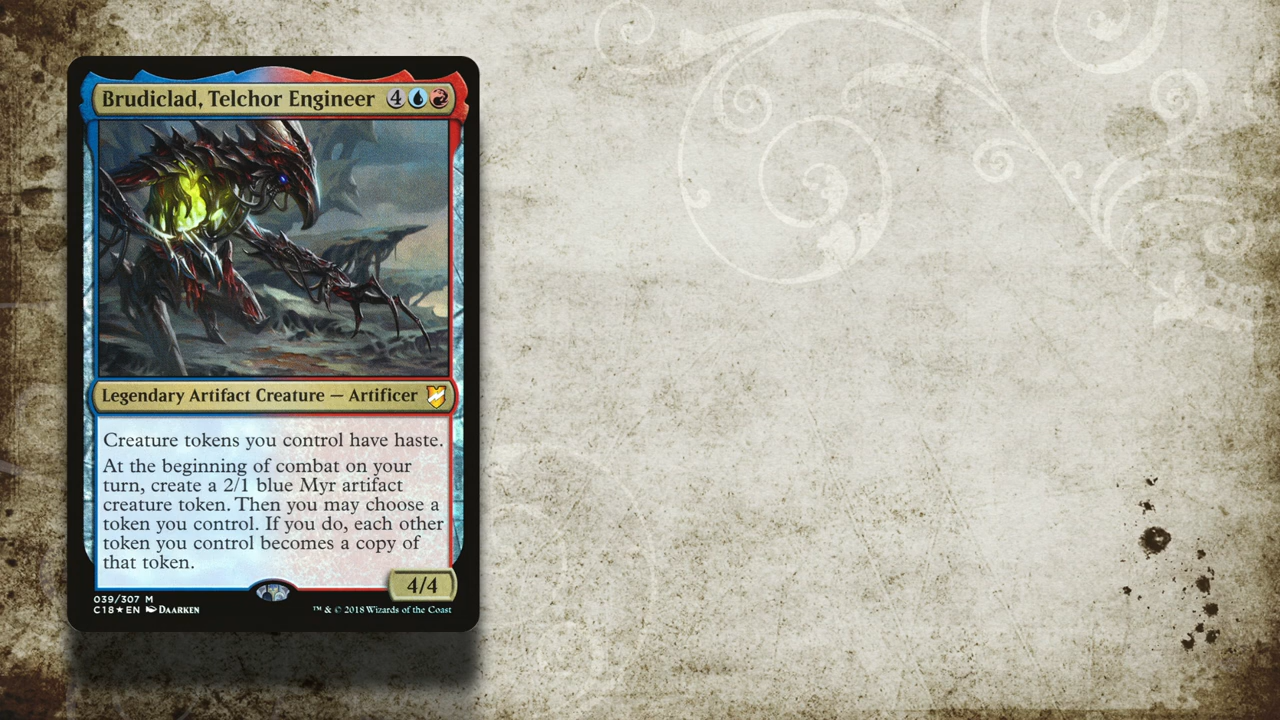 Brudiclad, Telchor Engineer 4
Legendary Artifact Creature — Artificer
Creature tokens you control have haste.
At the beginning of combat on your
turn, create a 2/1 blue Myr artifact
creature token. Then you may choose a
token you control. If you do, each other
token you control becomes a copy of
that token.
4/4
039/307 M
C18★EN DAARKEN
™ & © 2018 Wizards of the Coast